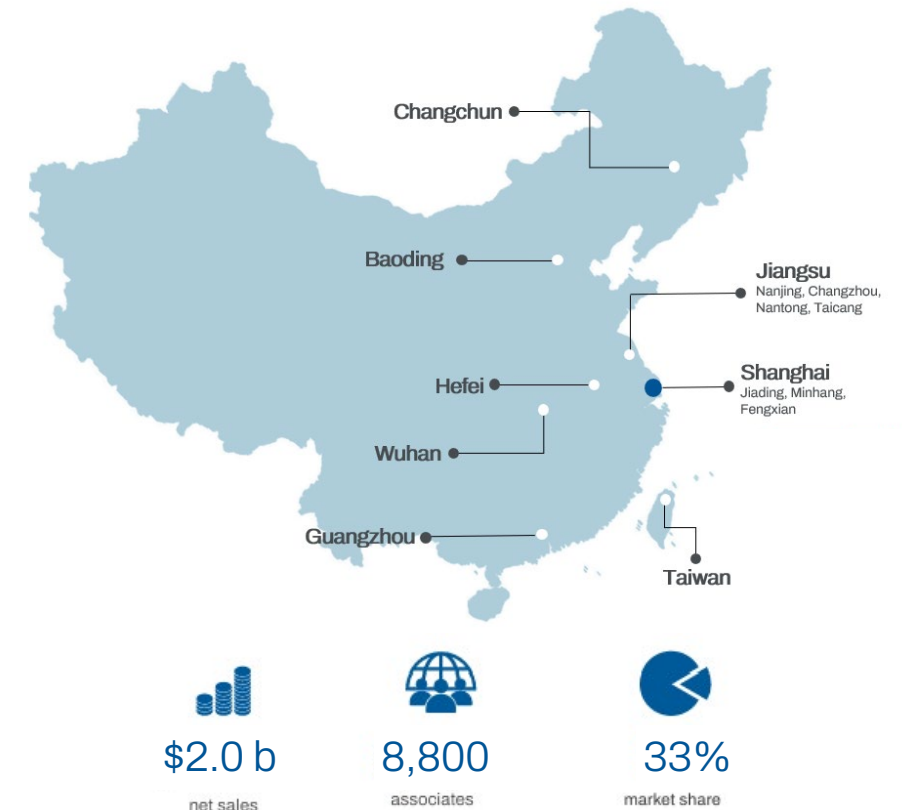 Changchun
Baoding
Jiangsu
Nanjing, Changzhou,
Nantong, Taicang
Shanghai
Jiading, Minhang,
Fengxian
Hefei
Wuhan
Guangzhou
Taiwan
$2.0 b
8,800
33%
net sales
associates
market share